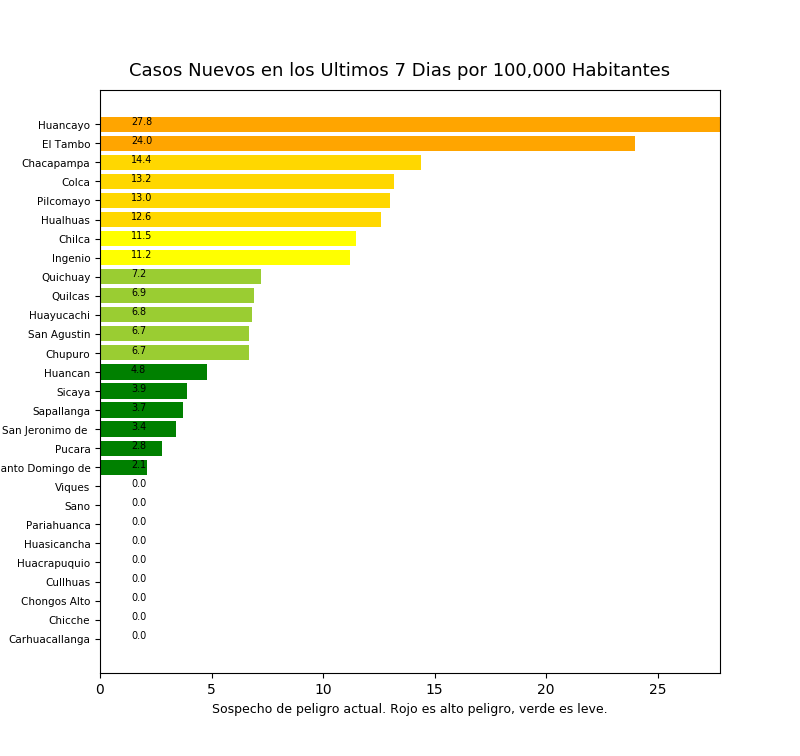 Casos Nuevos en los Ultimos 7 Dias por 100,000 Habitantes
Huancayo 27.8
El Tambo 24.0
Chacapampa 14.4
Colca 13.2
Pilcomayo 13.0
Hualhuas 12.6
Chilca 11.5
Ingenio 11.2
Quichuay 7.2
Quilcas 6.9
Huayucachi 6.8
San Agustin 6.7
Chupuro 6.7
Huancan 4.8
Sicaya 3.9
Sapallanga 3.7
San Jeronimo de 3.4
Pucara 2.8
anto Domingo de 2.1
Viques 0.0
Sano 0.0
Pariahuanca 0.0
Huasicancha 0.0
Huacrapuquio 0.0
Cullhuas 0.0
Chongos Alto 0.0
Chicche 0.0
Carhuacallanga 0.0
0 5 10 15 20 25
Sospecho de peligro actual. Rojo es alto peligro, verde es leve.